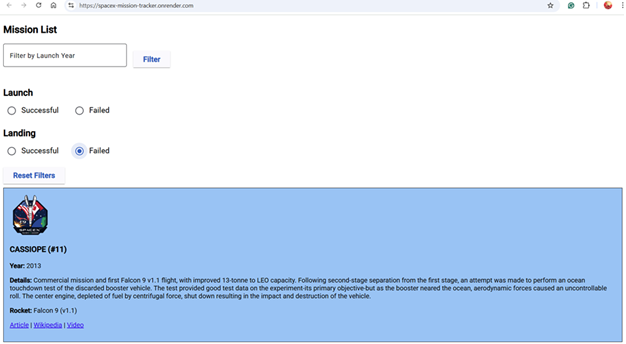 https://spacex-mission-tracker.onrender.com
Mission List
Filter by Launch Year
Filter
Launch
Successful Failed
Landing
Successful Failed
Reset Filters
SPACEX
CASSIOPE (#11)
Year: 2013
Details: Commercial mission and first Falcon 9 v1.1 flight, with improved 13-tonne to LEO capacity. Following second-stage separation from the first stage, an attempt was made to perform an ocean
touchdown test of the discarded booster vehicle. The test provided good test data on the experiment-its primary objective-but as the booster neared the ocean, aerodynamic forces caused an uncontrollable
roll. The center engine, depleted of fuel by centrifugal force, shut down resulting in the impact and destruction of the vehicle.
Rocket: Falcon 9 (v1.1)
Article | Wikipedia | Video